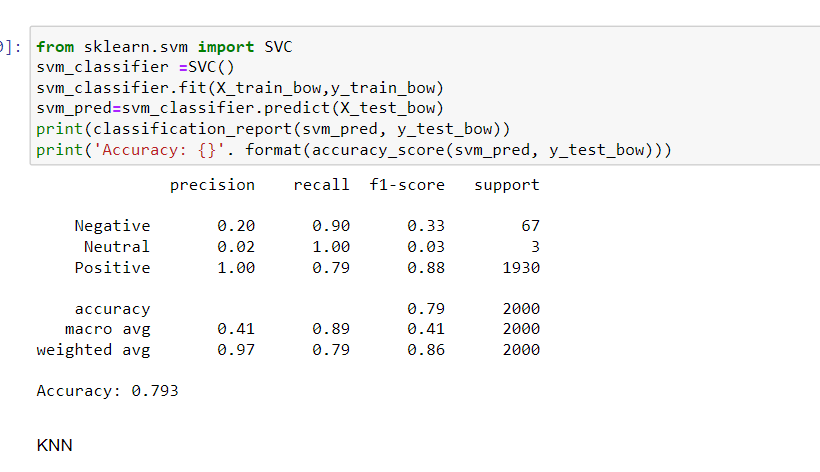 ]:
from sklearn.svm import SVC
svm_classifier =SVC()
svm_classifier.fit(X_train_bow,y_train_bow)
svm_pred=svm_classifier.predict(X_test_bow)
print(classification_report(svm_pred, y_test_bow))
print('Accuracy: {}'. format(accuracy_score(svm_pred, y_test_bow)))
precision recall f1-score support
Negative 0.20 0.90 0.33 67
Neutral 0.02 1.00 0.03 3
Positive 1.00 0.79 0.88 1930
accuracy 0.79 2000
macro avg 0.41 0.89 0.41 2000
weighted avg 0.97 0.79 0.86 2000
Accuracy: 0.793
KNN